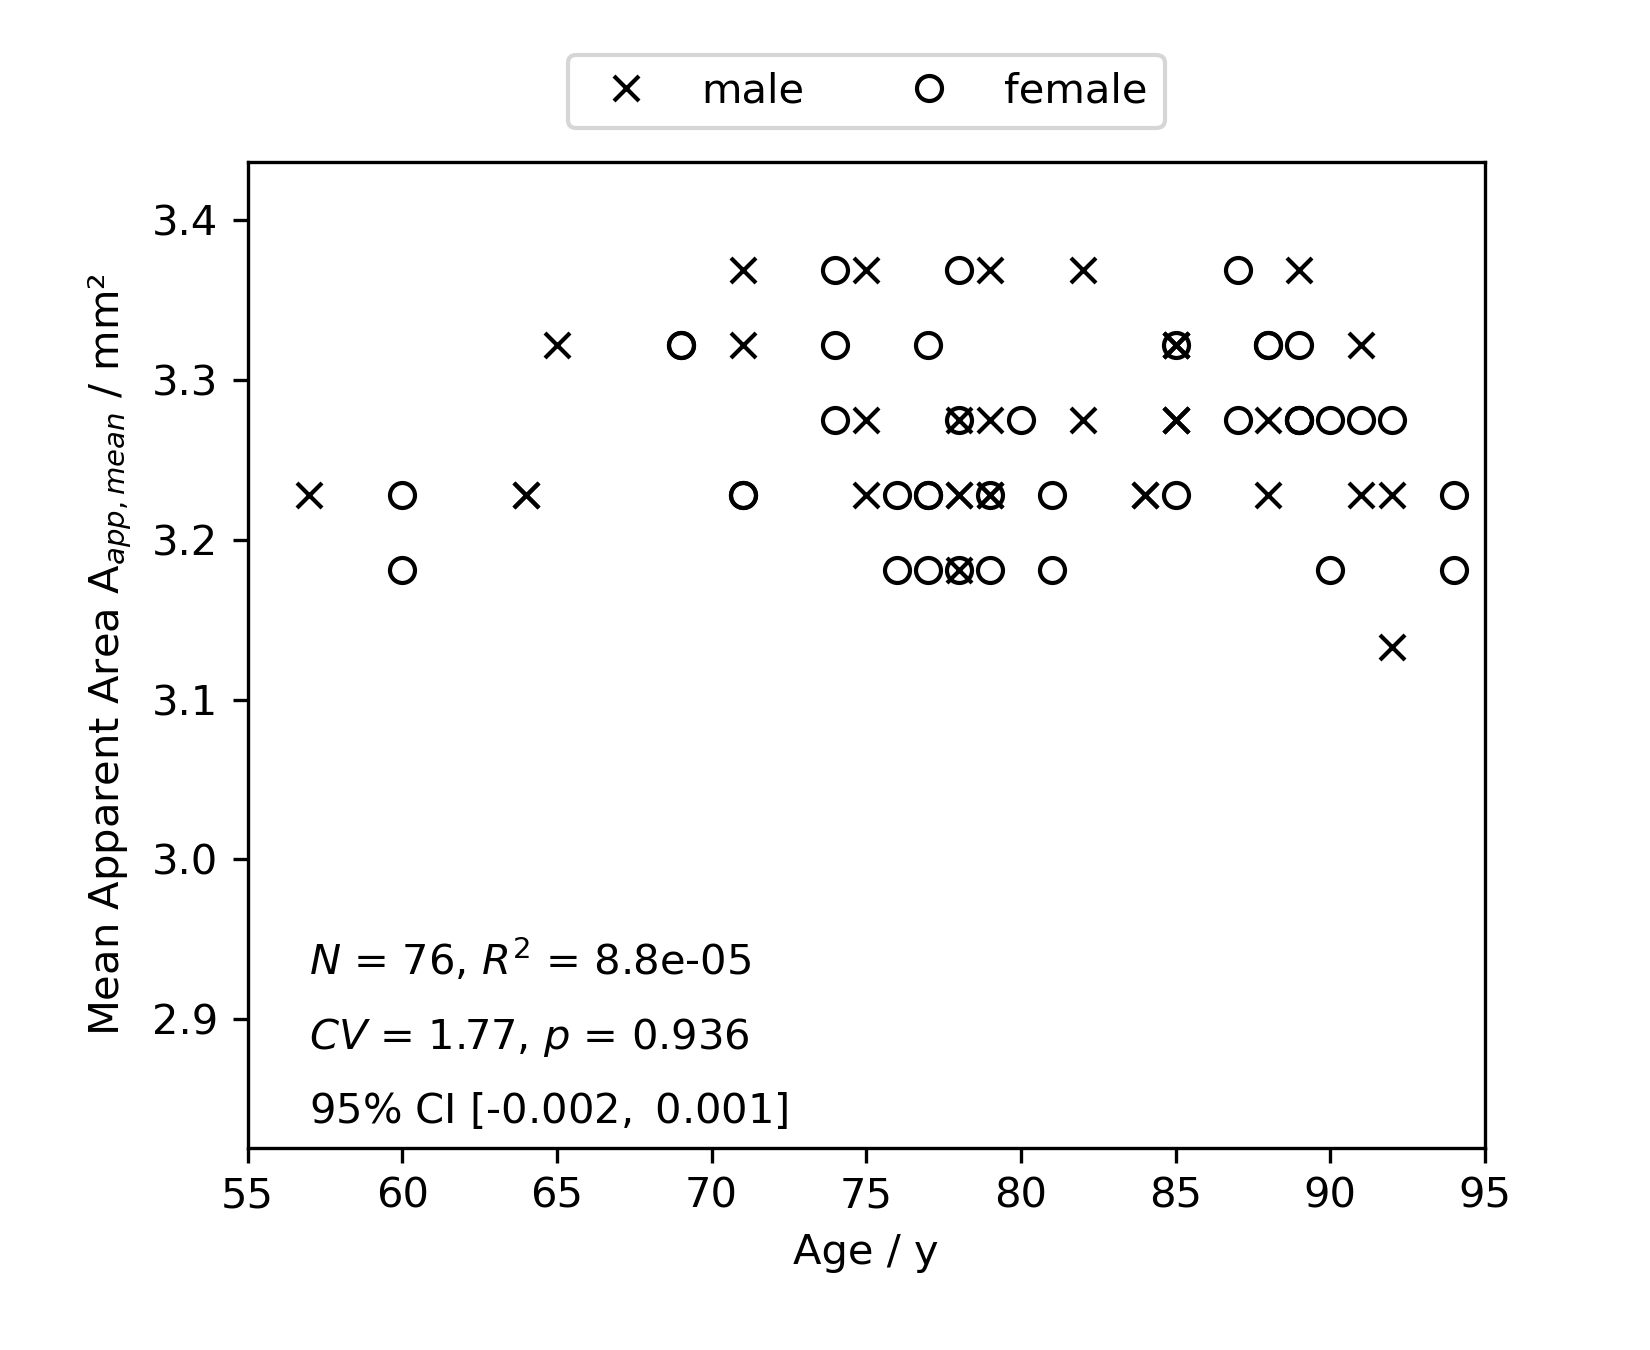 male female
Mean Apparent Area A_app,mean / mm²
3.4
3.3
3.2
3.1
3.0
2.9
N = 76, R² = 8.8e-05
CV = 1.77, p = 0.936
95% CI [-0.002, 0.001]
55 60 65 70 75 80 85 90 95
Age / y